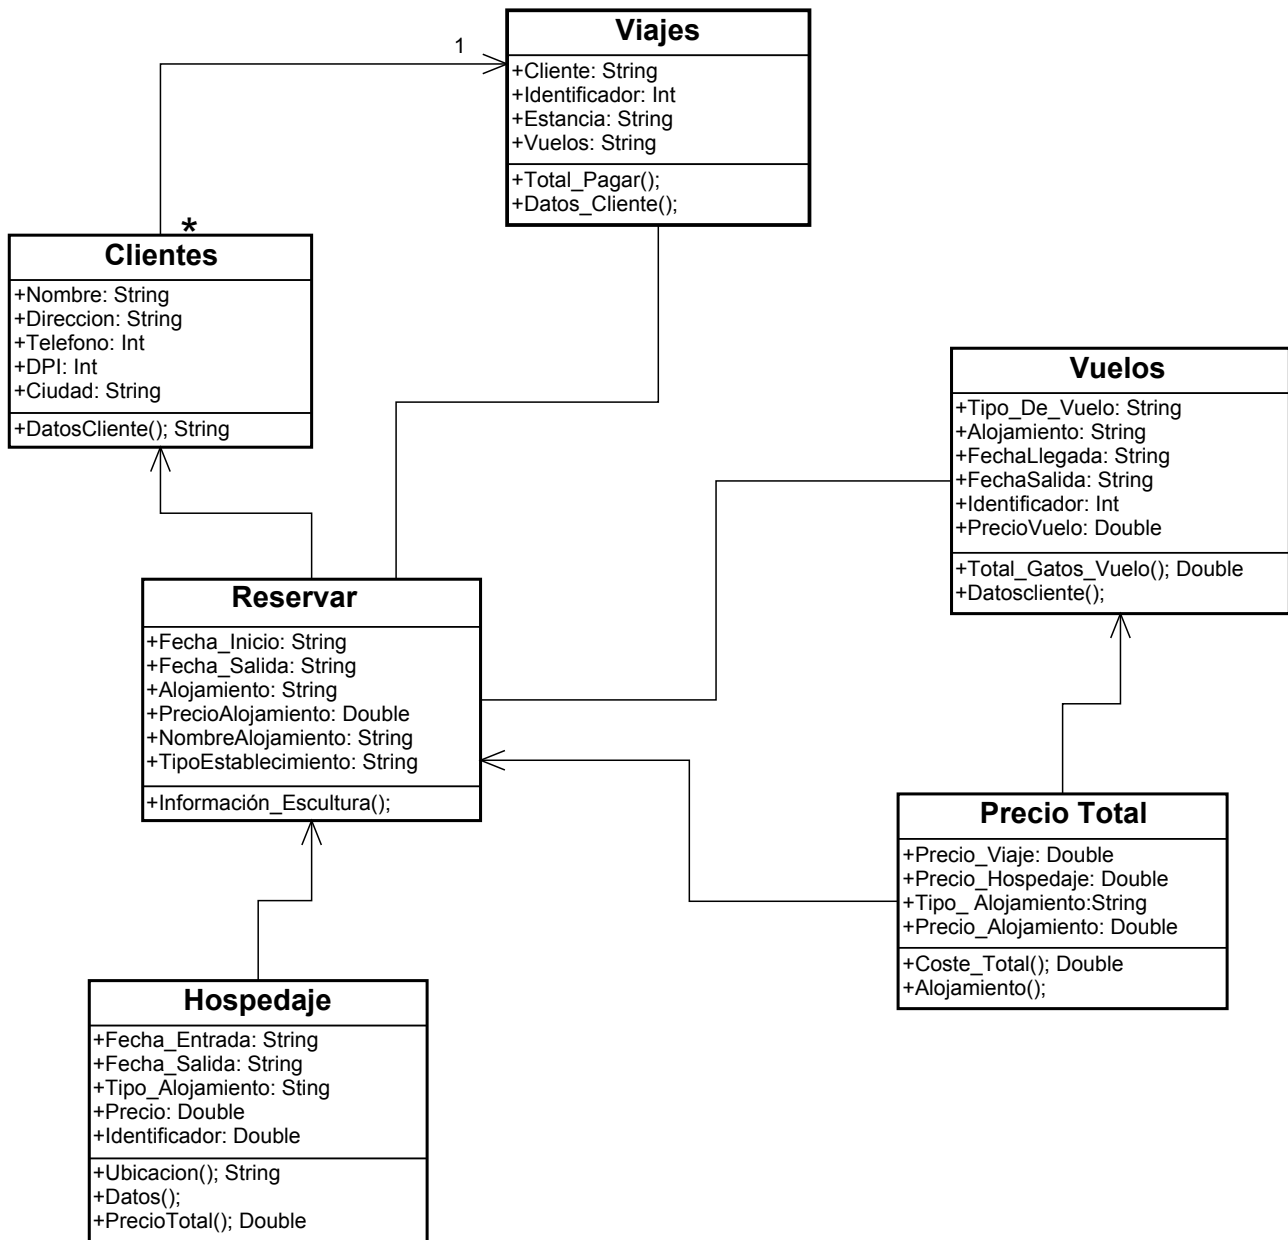 Viajes
+Cliente: String
+Identificador: Int
+Estancia: String
+Vuelos: String
+Total_Pagar();
+Datos_Cliente();
1
*
Clientes
+Nombre: String
+Direccion: String
+Telefono: Int
+DPI: Int
+Ciudad: String
+DatosCliente(); String
Vuelos
+Tipo_De_Vuelo: String
+Alojamiento: String
+FechaLlegada: String
+FechaSalida: String
+Identificador: Int
+PrecioVuelo: Double
+Total_Gatos_Vuelo(); Double
+Datoscliente();
Reservar
+Fecha_Inicio: String
+Fecha_Salida: String
+Alojamiento: String
+PrecioAlojamiento: Double
+NombreAlojamiento: String
+TipoEstablecimiento: String
+Información_Escultura();
Precio Total
+Precio_Viaje: Double
+Precio_Hospedaje: Double
+Tipo_ Alojamiento:String
+Precio_Alojamiento: Double
+Coste_Total(); Double
+Alojamiento();
Hospedaje
+Fecha_Entrada: String
+Fecha_Salida: String
+Tipo_Alojamiento: Sting
+Precio: Double
+Identificador: Double
+Ubicacion(); String
+Datos();
+PrecioTotal(); Double